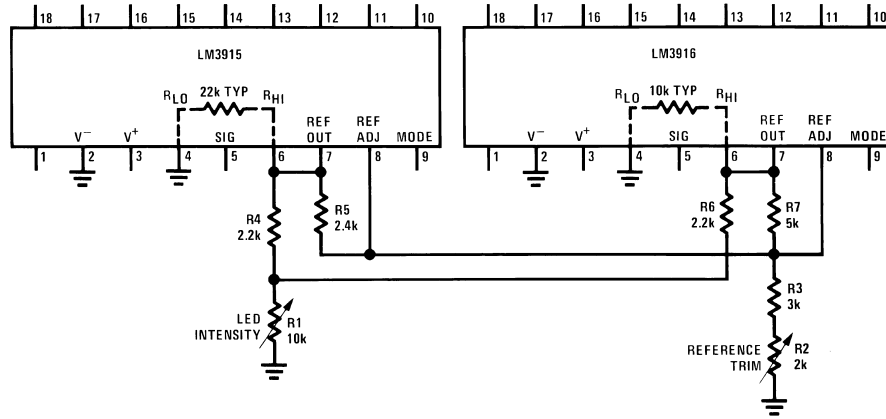 18 17 16 15 14 13 12 11 10
LM3915
22k TYP
RLO RHI
V− V+ SIG REF OUT REF ADJ MODE
1 2 3 4 5 6 7 8 9
R4
2.2k
R5
2.4k
LED
INTENSITY
R1
10k
18 17 16 15 14 13 12 11 10
LM3916
10k TYP
RLO RHI
V− V+ SIG REF OUT REF ADJ MODE
1 2 3 4 5 6 7 8 9
R6
2.2k
R7
5k
R3
3k
REFERENCE
TRIM
R2
2k